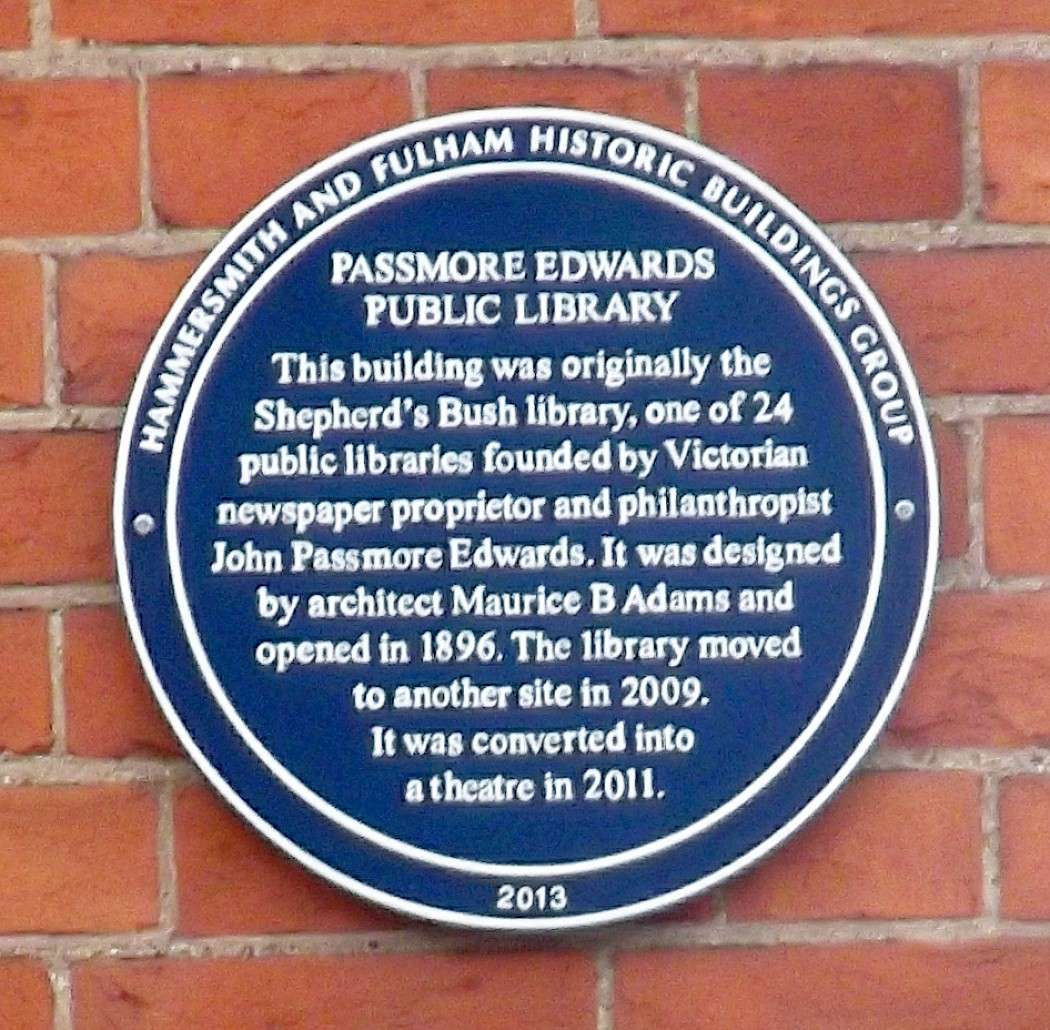 HAMMERSMITH AND FULHAM HISTORIC BUILDINGS GROUP
PASSMORE EDWARDS
PUBLIC LIBRARY
This building was originally the
Shepherd's Bush library, one of 24
public libraries founded by Victorian
newspaper proprietor and philanthropist
John Passmore Edwards. It was designed
by architect Maurice B Adams and
opened in 1896. The library moved
to another site in 2009.
It was converted into
a theatre in 2011.
2013